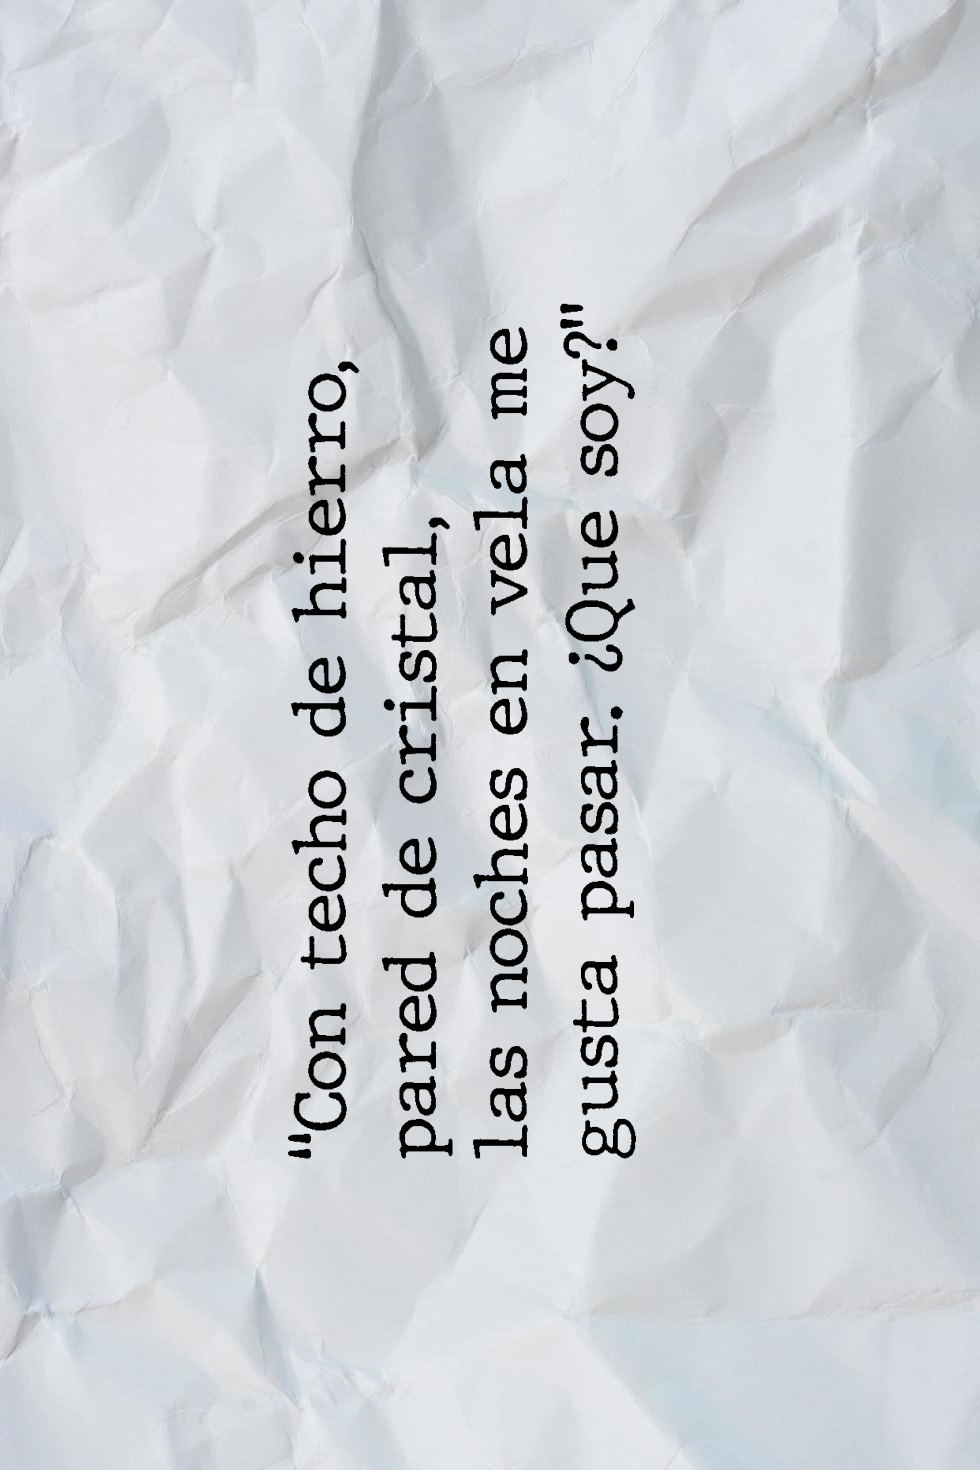 "Con techo de hierro,
pared de cristal,
las noches en vela me
gusta pasar. ¿Que soy?"